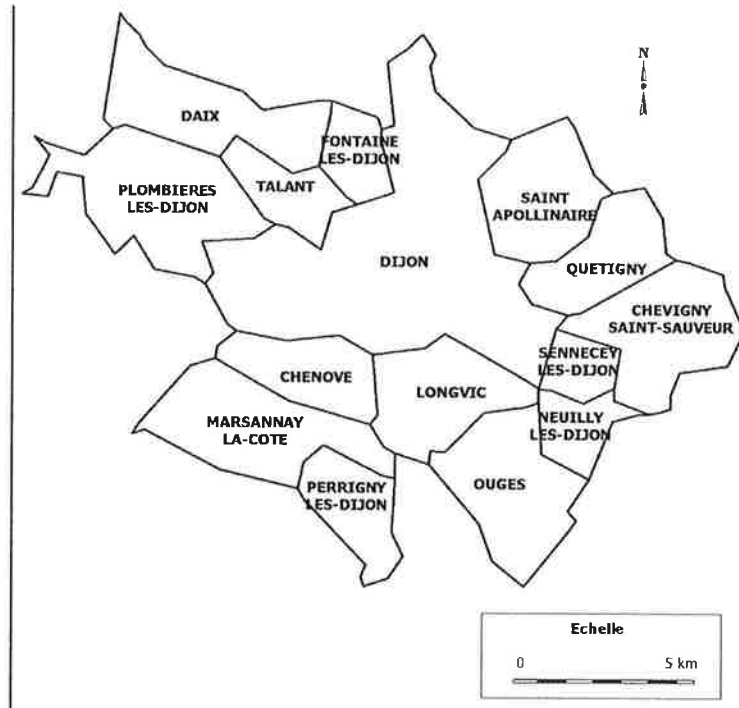 N
DAIX
FONTAINE
LES-DIJON
TALANT
PLOMBIERES
LES-DIJON
SAINT
APOLLINAIRE
DIJON
QUETIGNY
CHEVIGNY
SAINT-SAUVEUR
SENNECEY
LES-DIJON
CHENOVE
LONGVIC
MARSANNAY
LA-COTE
NEUILLY
LES-DIJON
PERRIGNY
LES-DIJON
OUGES
Echelle
0 5 km